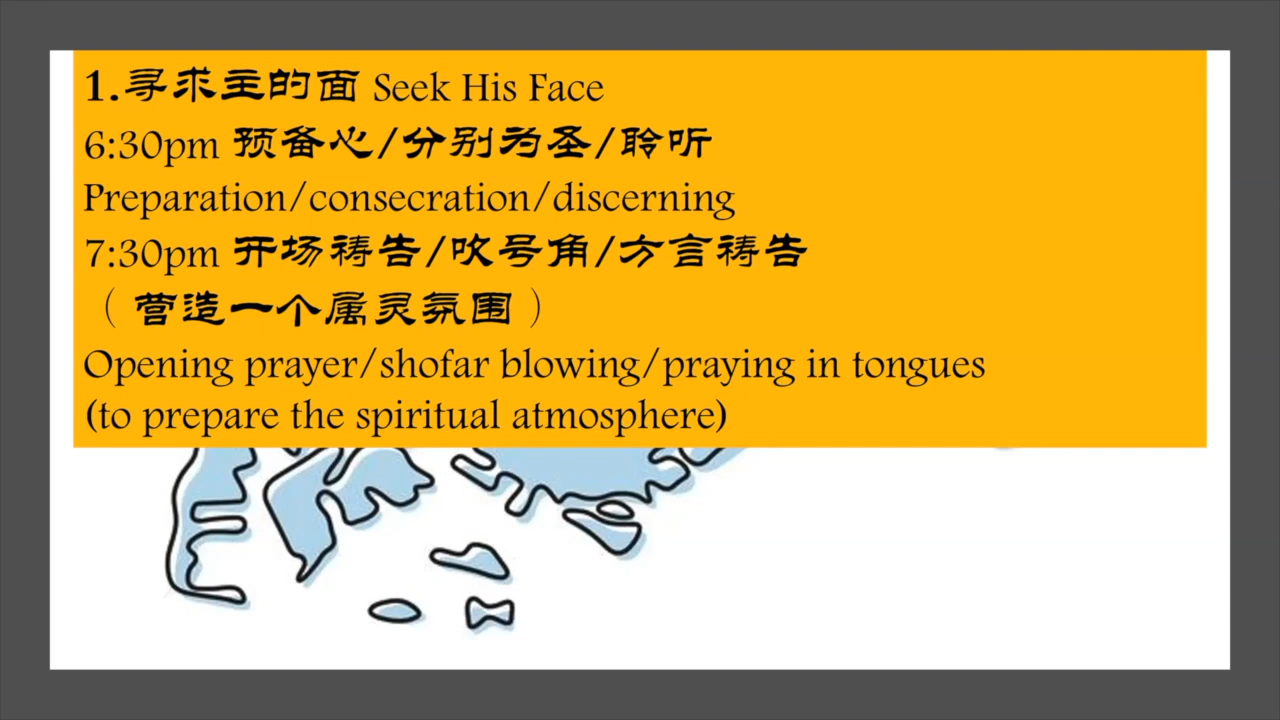 1.寻求主的面 Seek His Face
6:30pm 预备心/分别为圣/聆听
Preparation/consecration/discerning
7:30pm 开场祷告/吹号角/方言祷告
（ 营造一个属灵氛围 ）
Opening prayer/shofar blowing/praying in tongues
(to prepare the spiritual atmosphere)